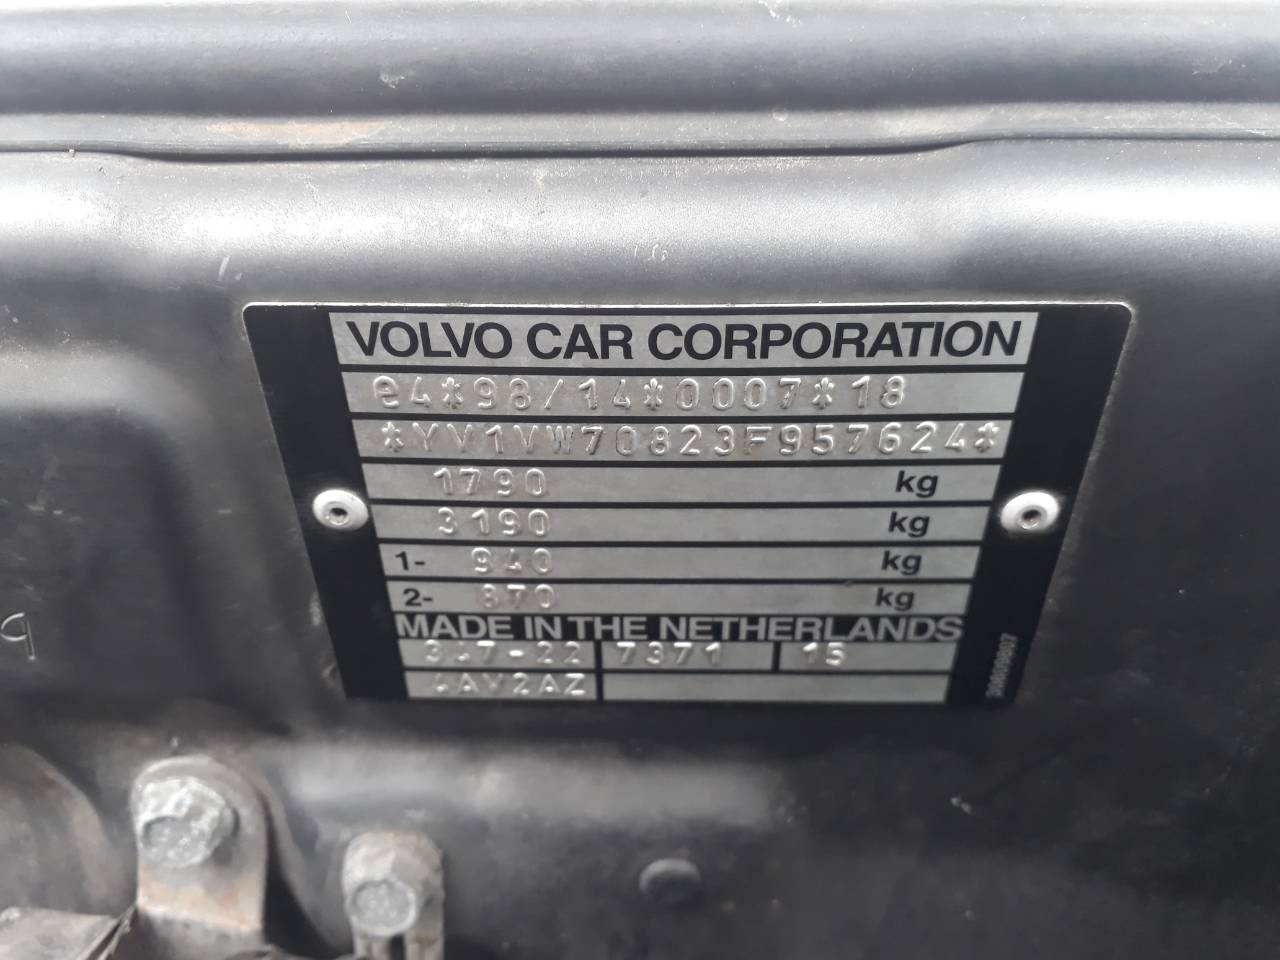 VOLVO CAR CORPORATION
e4*98/14*0007*18
*YV1VW70823F957624*
1790 kg
3190 kg
1- 940 kg
2- 870 kg
MADE IN THE NETHERLANDS
347-22 7371 15
4AV2AZ